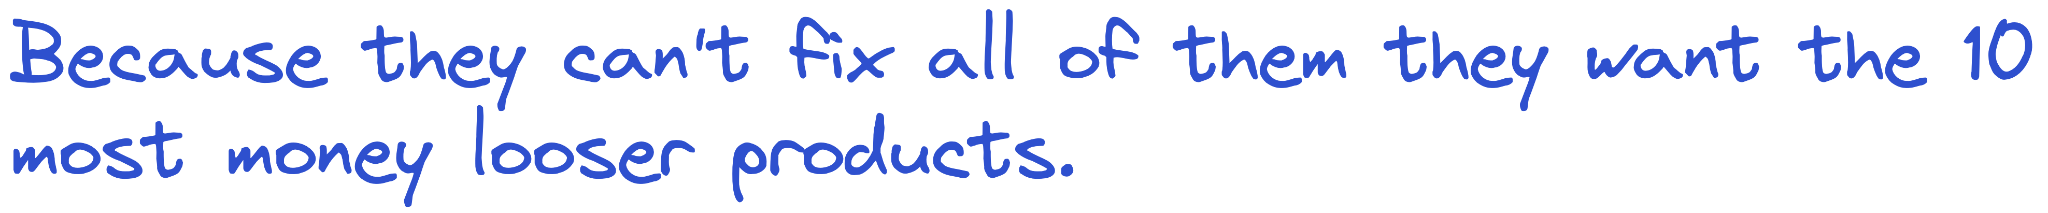 Because they can't fix all of them they want the 10
most money looser products.